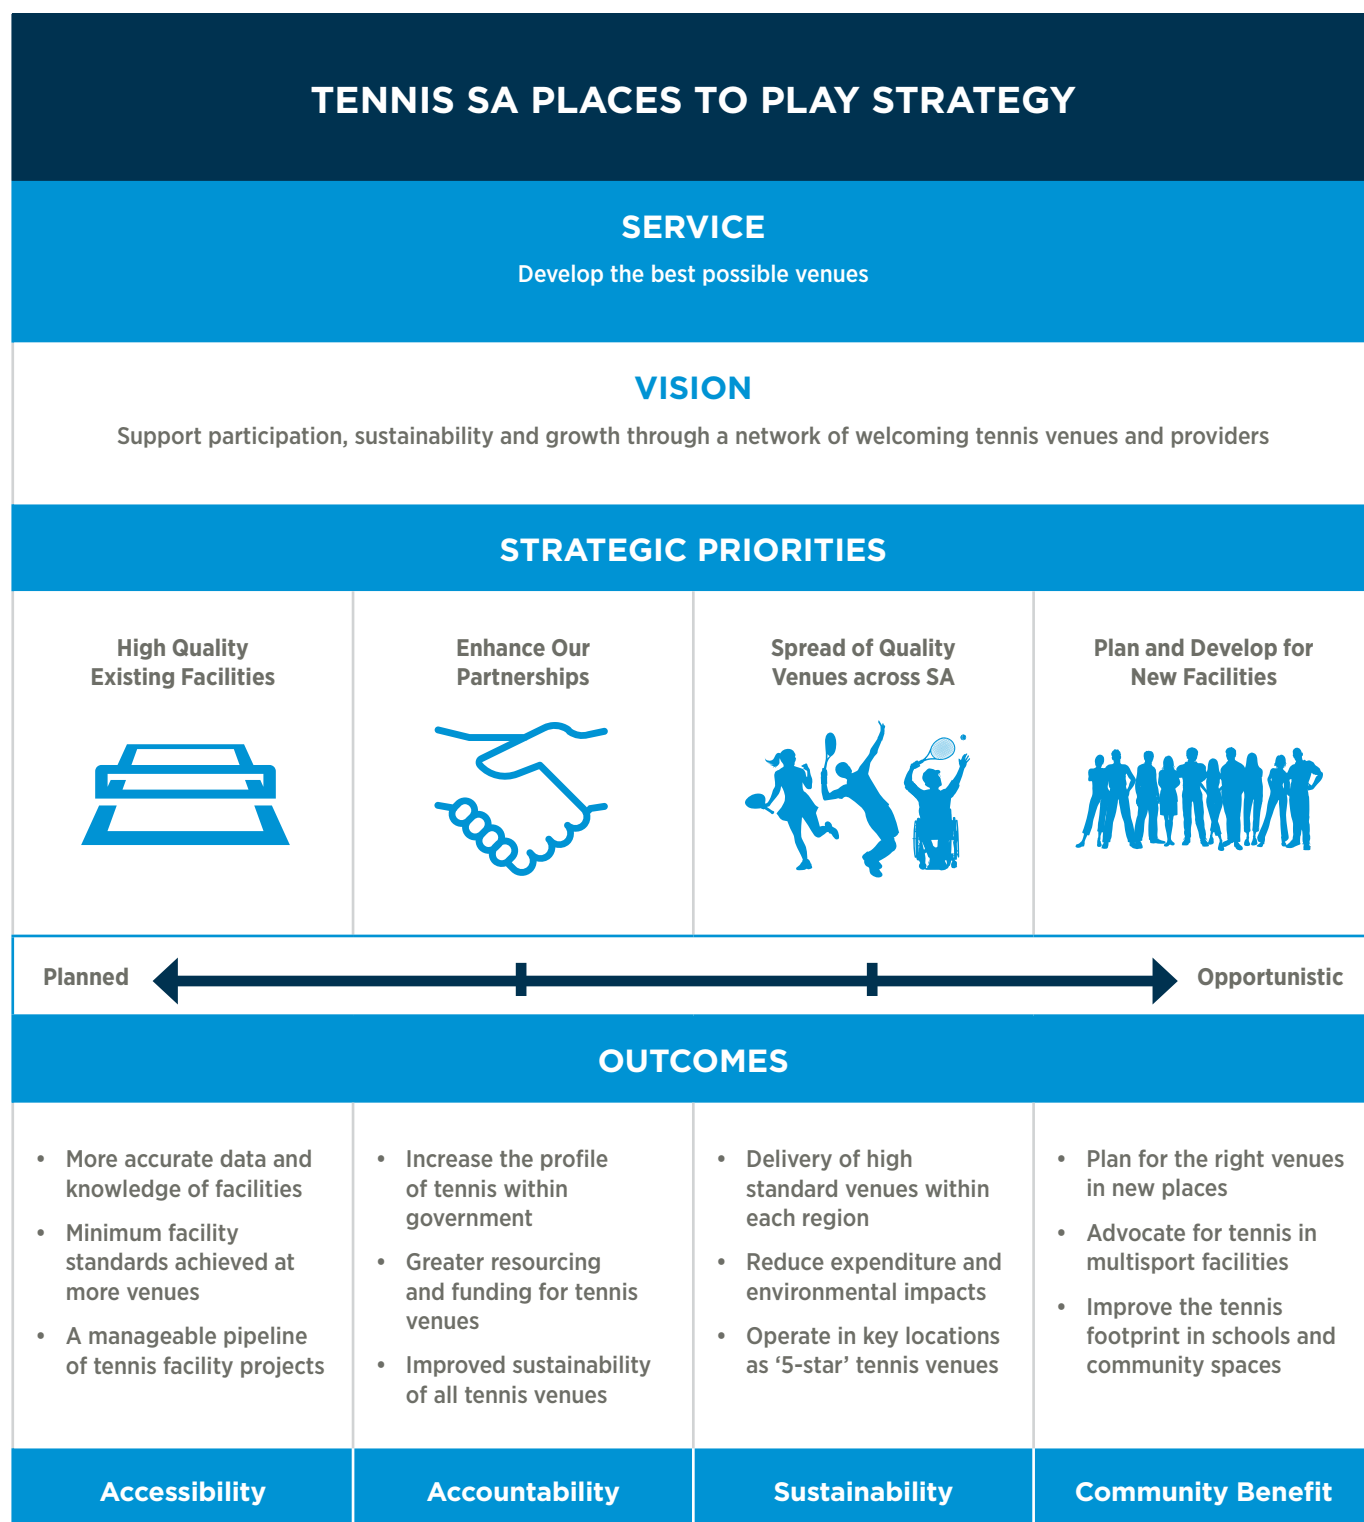 TENNIS SA PLACES TO PLAY STRATEGY
SERVICE
Develop the best possible venues
VISION
Support participation, sustainability and growth through a network of welcoming tennis venues and providers
STRATEGIC PRIORITIES
High Quality
Existing Facilities
Enhance Our
Partnerships
Spread of Quality
Venues across SA
Plan and Develop for
New Facilities
Planned
Opportunistic
OUTCOMES
• More accurate data and
knowledge of facilities
• Minimum facility
standards achieved at
more venues
• A manageable pipeline
of tennis facility projects
• Increase the profile
of tennis within
government
• Greater resourcing
and funding for tennis
venues
• Improved sustainability
of all tennis venues
• Delivery of high
standard venues within
each region
• Reduce expenditure and
environmental impacts
• Operate in key locations
as ‘5-star’ tennis venues
• Plan for the right venues
in new places
• Advocate for tennis in
multisport facilities
• Improve the tennis
footprint in schools and
community spaces
Accessibility
Accountability
Sustainability
Community Benefit